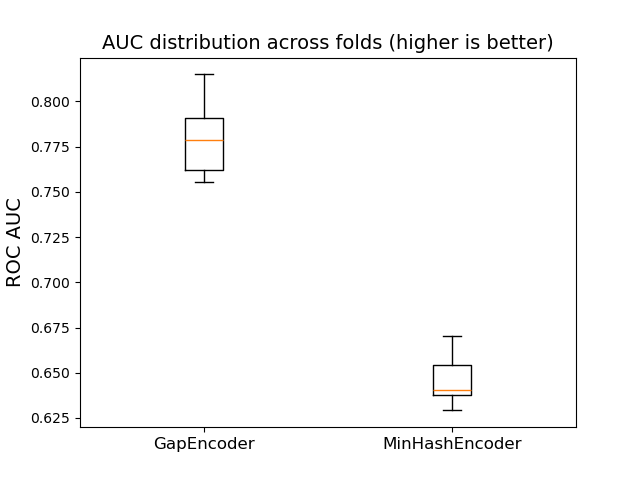 AUC distribution across folds (higher is better)
ROC AUC
0.800
0.775
0.750
0.725
0.700
0.675
0.650
0.625
GapEncoder
MinHashEncoder